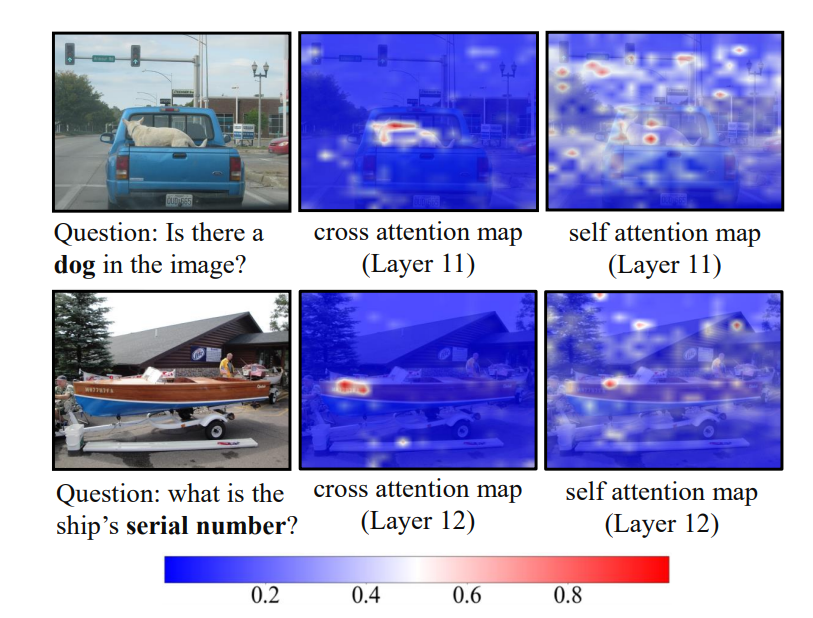 Question: Is there a
dog in the image?
cross attention map
(Layer 11)
self attention map
(Layer 11)
Question: what is the
ship's serial number?
cross attention map
(Layer 12)
self attention map
(Layer 12)
0.2 0.4 0.6 0.8